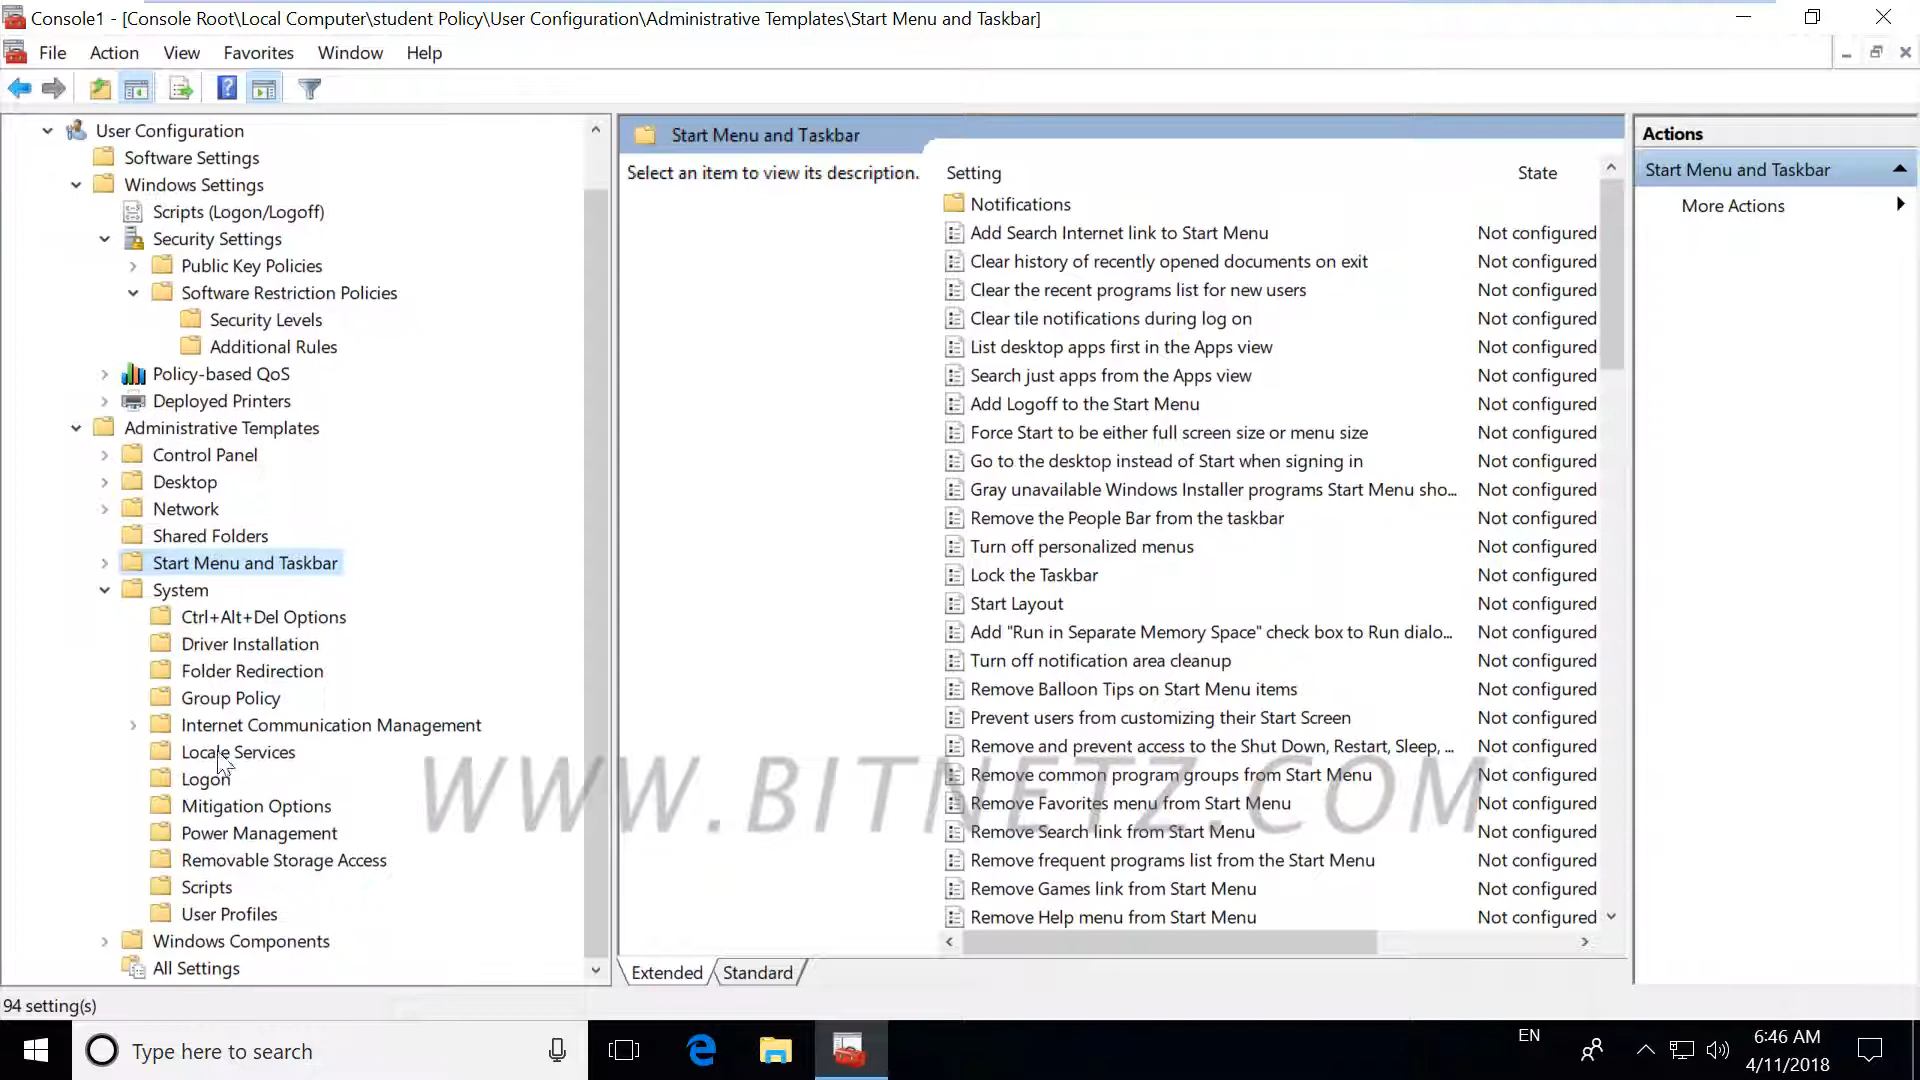 Console1 - [Console Root\Local Computer\student Policy\User Configuration\Administrative Templates\Start Menu and Taskbar]
File Action View Favorites Window Help
User Configuration
Software Settings
Windows Settings
Scripts (Logon/Logoff)
Security Settings
Public Key Policies
Software Restriction Policies
Security Levels
Additional Rules
Policy-based QoS
Deployed Printers
Administrative Templates
Control Panel
Desktop
Network
Shared Folders
Start Menu and Taskbar
System
Ctrl+Alt+Del Options
Driver Installation
Folder Redirection
Group Policy
Internet Communication Management
Locale Services
Logon
Mitigation Options
Power Management
Removable Storage Access
Scripts
User Profiles
Windows Components
All Settings
Start Menu and Taskbar
Select an item to view its description.
Setting State
Notifications
Add Search Internet link to Start Menu Not configured
Clear history of recently opened documents on exit Not configured
Clear the recent programs list for new users Not configured
Clear tile notifications during log on Not configured
List desktop apps first in the Apps view Not configured
Search just apps from the Apps view Not configured
Add Logoff to the Start Menu Not configured
Force Start to be either full screen size or menu size Not configured
Go to the desktop instead of Start when signing in Not configured
Gray unavailable Windows Installer programs Start Menu sho... Not configured
Remove the People Bar from the taskbar Not configured
Turn off personalized menus Not configured
Lock the Taskbar Not configured
Start Layout Not configured
Add "Run in Separate Memory Space" check box to Run dialo... Not configured
Turn off notification area cleanup Not configured
Remove Balloon Tips on Start Menu items Not configured
Prevent users from customizing their Start Screen Not configured
Remove and prevent access to the Shut Down, Restart, Sleep, ... Not configured
Remove common program groups from Start Menu Not configured
Remove Favorites menu from Start Menu Not configured
Remove Search link from Start Menu Not configured
Remove frequent programs list from the Start Menu Not configured
Remove Games link from Start Menu Not configured
Remove Help menu from Start Menu Not configured
Extended Standard
Actions
Start Menu and Taskbar
More Actions
WWW.BITNETZ.COM
94 setting(s)
Type here to search
EN
6:46 AM
4/11/2018